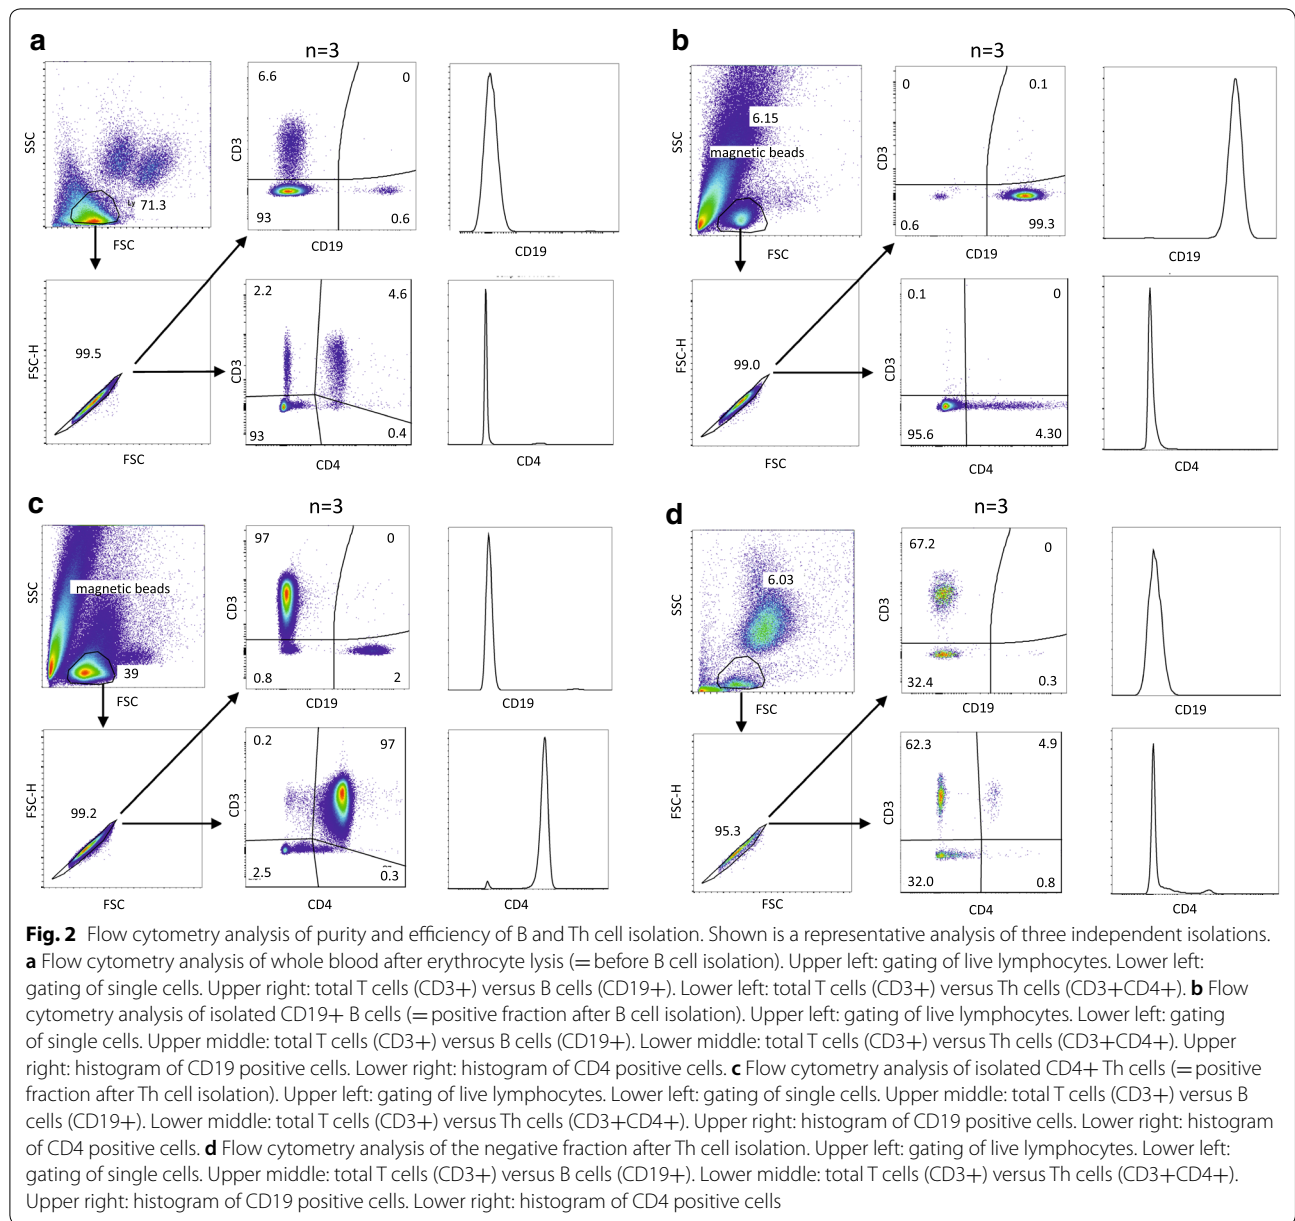 a
n=3
6.6
0
SSC
CD3
71.3
93
0.6
FSC
CD19
CD19
99.5
FSC-H
2.2
4.6
CD3
93
0.4
FSC
CD4
CD4
b
n=3
0
0.1
6.15
SSC
magnetic beads
CD3
0.6
99.3
FSC
CD19
CD19
0.1
0
FSC-H
99.0
CD3
95.6
4.30
FSC
CD4
CD4
c
n=3
97
0
SSC
magnetic beads
CD3
39
0.8
2
FSC
CD19
CD19
0.2
97
FSC-H
99.2
CD3
2.5
0.3
FSC
CD4
CD4
d
n=3
67.2
0
6.03
SSC
CD3
32.4
0.3
FSC
CD19
CD19
62.3
4.9
FSC-H
95.3
CD3
32.0
0.8
FSC
CD4
CD4
Fig. 2 Flow cytometry analysis of purity and efficiency of B and Th cell isolation. Shown is a representative analysis of three independent isolations.
a Flow cytometry analysis of whole blood after erythrocyte lysis (= before B cell isolation). Upper left: gating of live lymphocytes. Lower left:
gating of single cells. Upper right: total T cells (CD3+) versus B cells (CD19+). Lower left: total T cells (CD3+) versus Th cells (CD3+CD4+). b Flow
cytometry analysis of isolated CD19+ B cells (= positive fraction after B cell isolation). Upper left: gating of live lymphocytes. Lower left: gating
of single cells. Upper middle: total T cells (CD3+) versus B cells (CD19+). Lower middle: total T cells (CD3+) versus Th cells (CD3+CD4+). Upper
right: histogram of CD19 positive cells. Lower right: histogram of CD4 positive cells. c Flow cytometry analysis of isolated CD4+ Th cells (= positive
fraction after Th cell isolation). Upper left: gating of live lymphocytes. Lower left: gating of single cells. Upper middle: total T cells (CD3+) versus B
cells (CD19+). Lower middle: total T cells (CD3+) versus Th cells (CD3+CD4+). Upper right: histogram of CD19 positive cells. Lower right: histogram
of CD4 positive cells. d Flow cytometry analysis of the negative fraction after Th cell isolation. Upper left: gating of live lymphocytes. Lower left:
gating of single cells. Upper middle: total T cells (CD3+) versus B cells (CD19+). Lower middle: total T cells (CD3+) versus Th cells (CD3+CD4+).
Upper right: histogram of CD19 positive cells. Lower right: histogram of CD4 positive cells